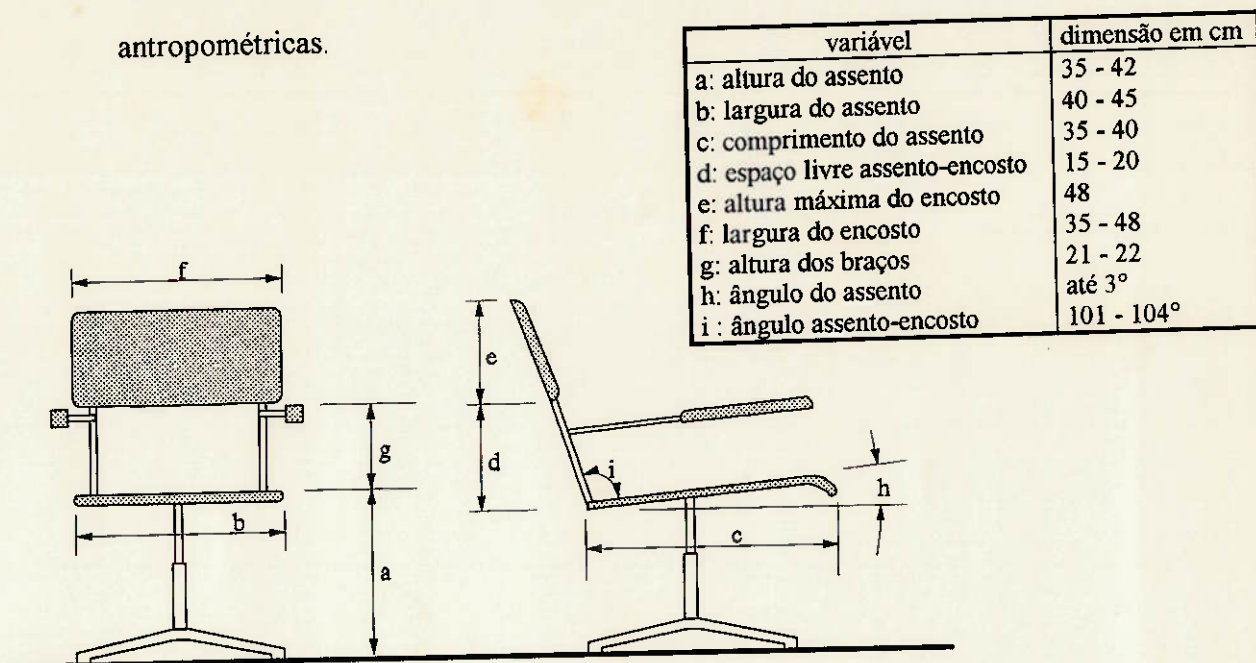 antropométricas.
variável dimensão em cm
a: altura do assento 35 - 42
b: largura do assento 40 - 45
c: comprimento do assento 35 - 40
d: espaço livre assento-encosto 15 - 20
e: altura máxima do encosto 48
f: largura do encosto 35 - 48
g: altura dos braços 21 - 22
h: ângulo do assento até 3°
i : ângulo assento-encosto 101 - 104°
f
e
g
d
i
h
b
c
a